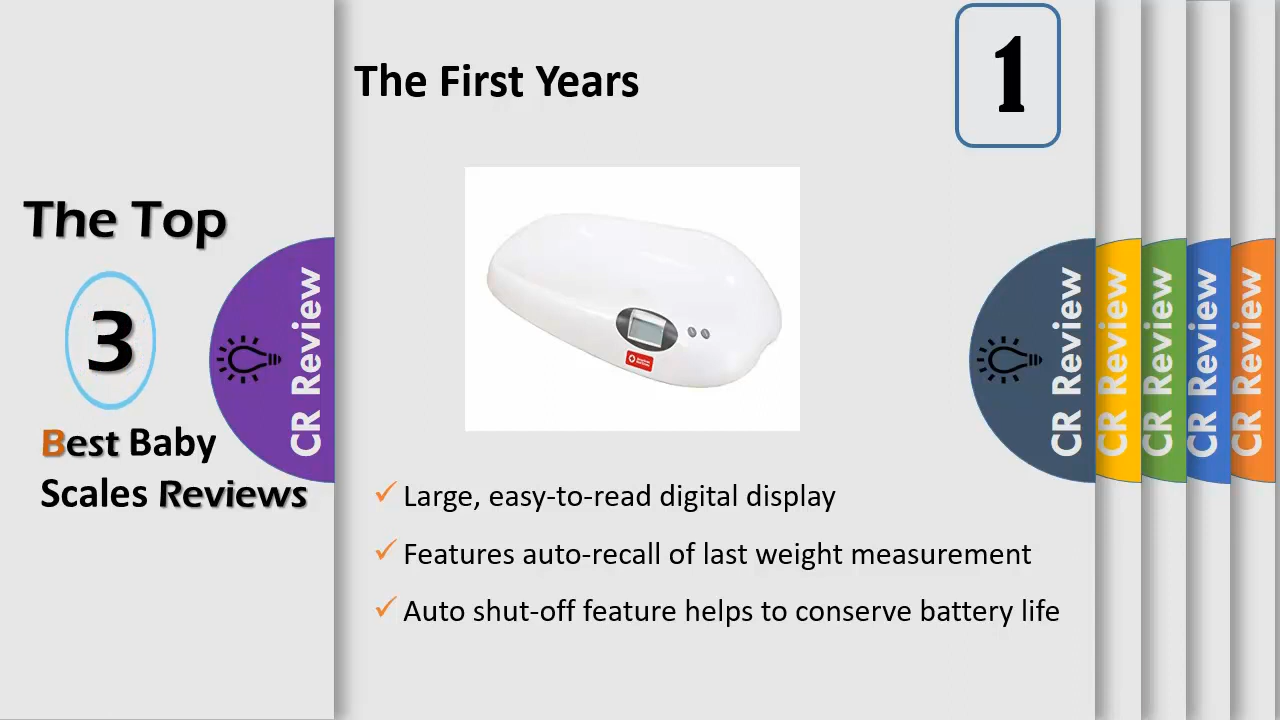 The First Years
1
The Top
3
Best Baby
Scales Reviews
CR Review
Large, easy-to-read digital display
Features auto-recall of last weight measurement
Auto shut-off feature helps to conserve battery life
CR Review
CR Review
CR Review
CR Review
CR Review